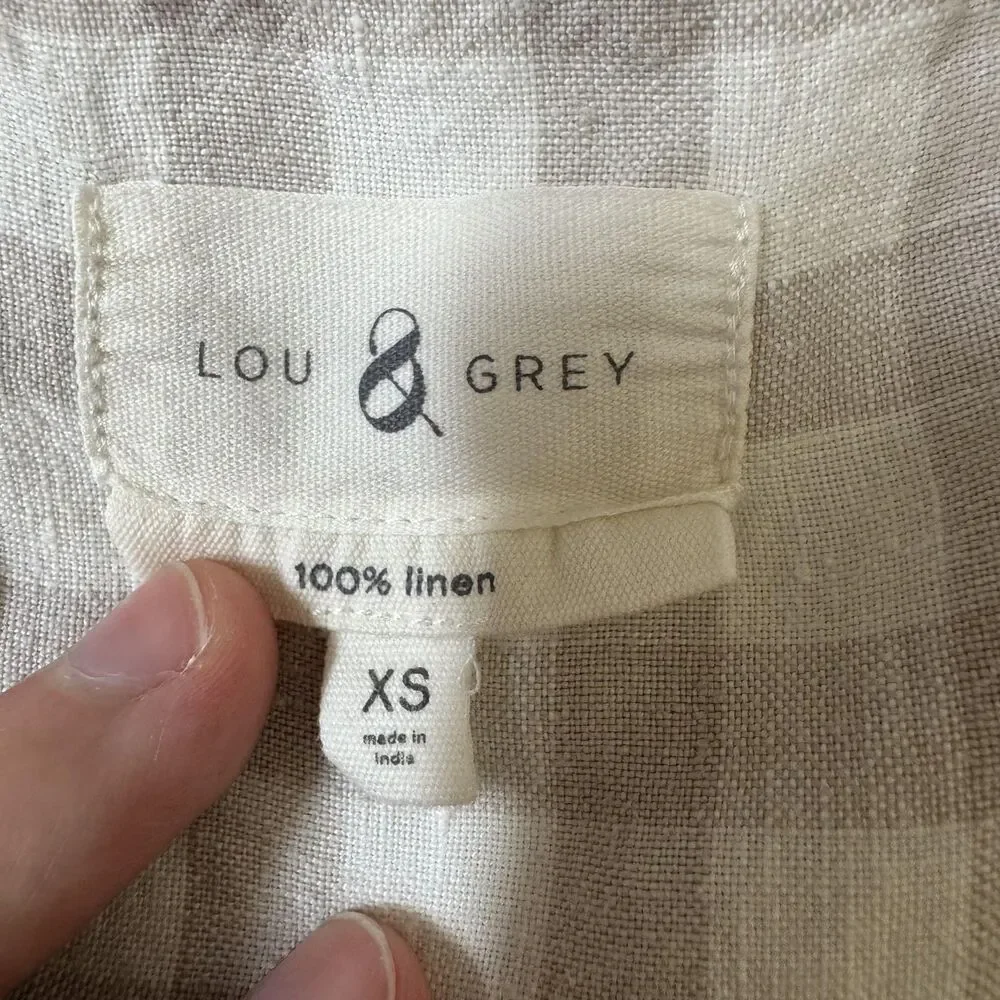 LOU & GREY
100% linen
XS
made in
india